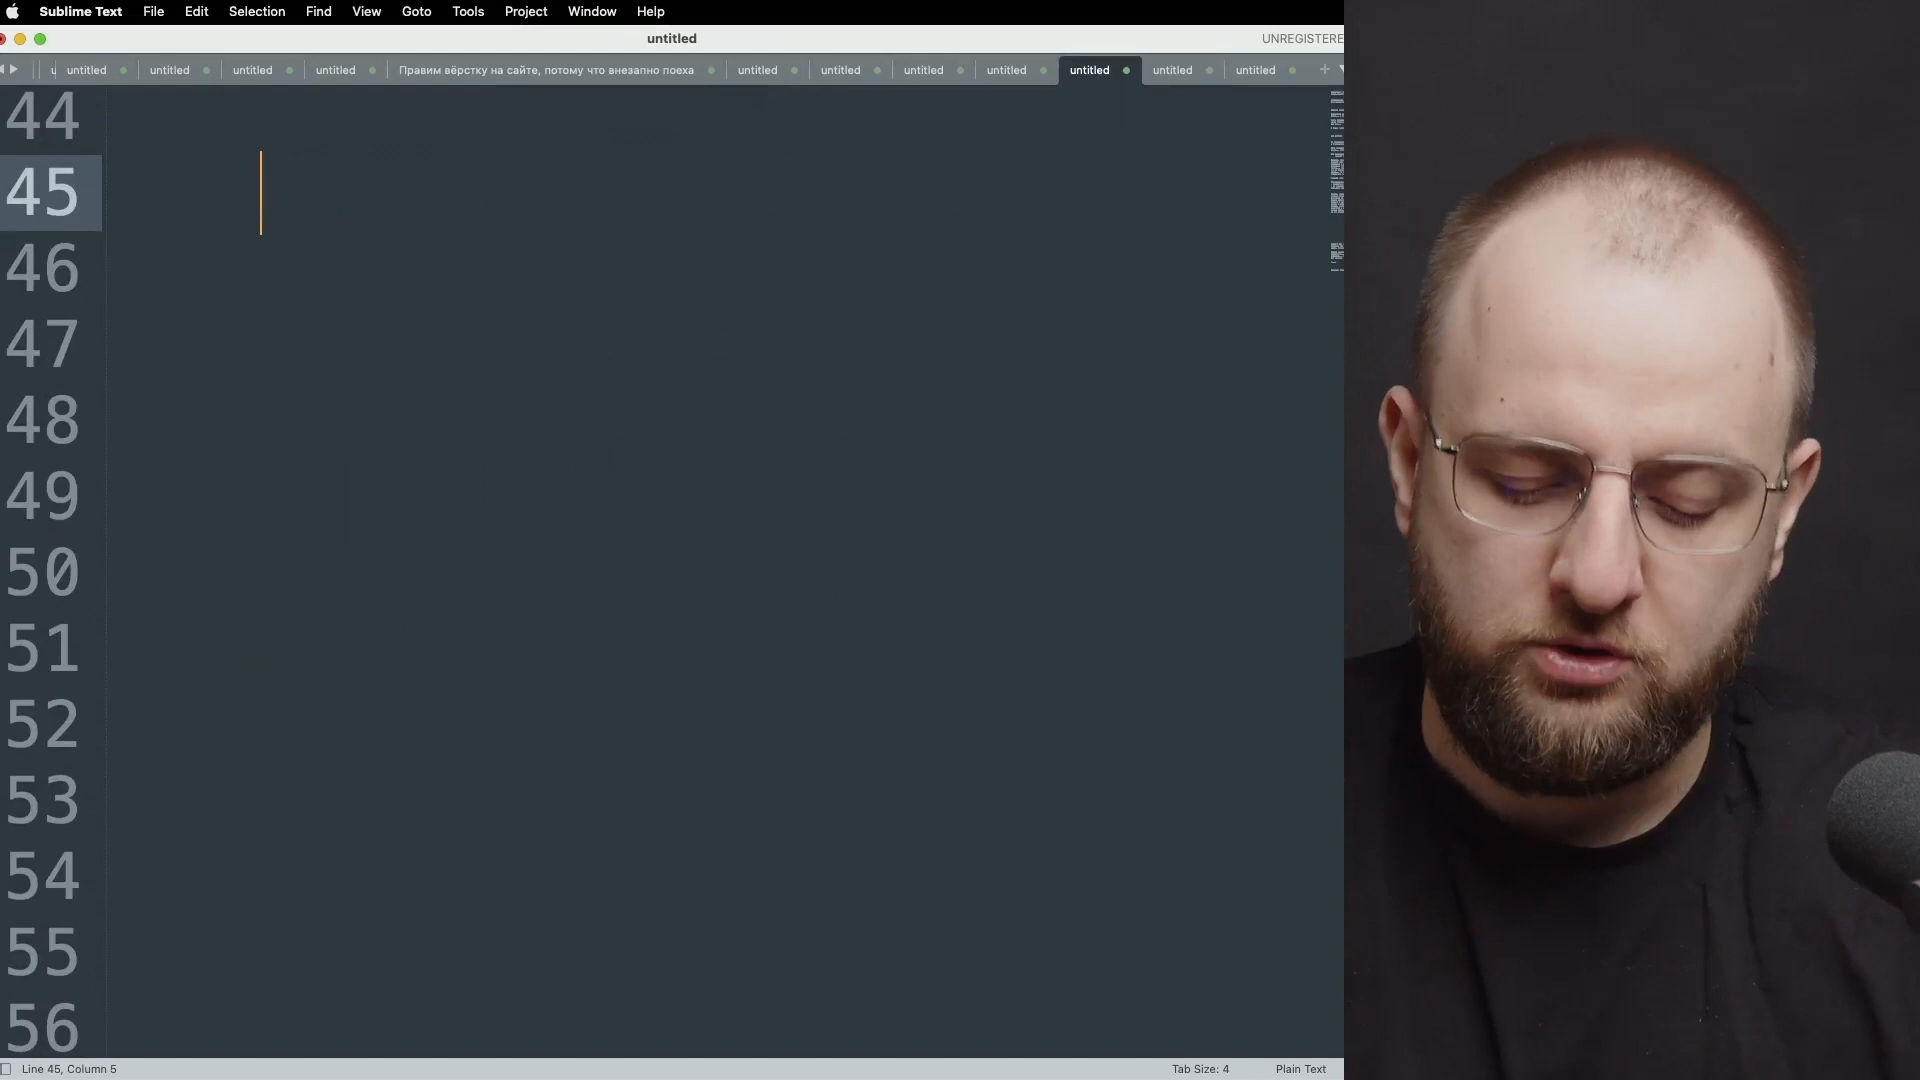 Sublime Text File Edit Selection Find View Goto Tools Project Window Help
untitled
UNREGISTERE
u untitled untitled untitled untitled Правим вёрстку на сайте, потому что внезапно поеха untitled untitled untitled untitled untitled untitled untitled
44
45
46
47
48
49
50
51
52
53
54
55
56
Line 45, Column 5 Tab Size: 4 Plain Text